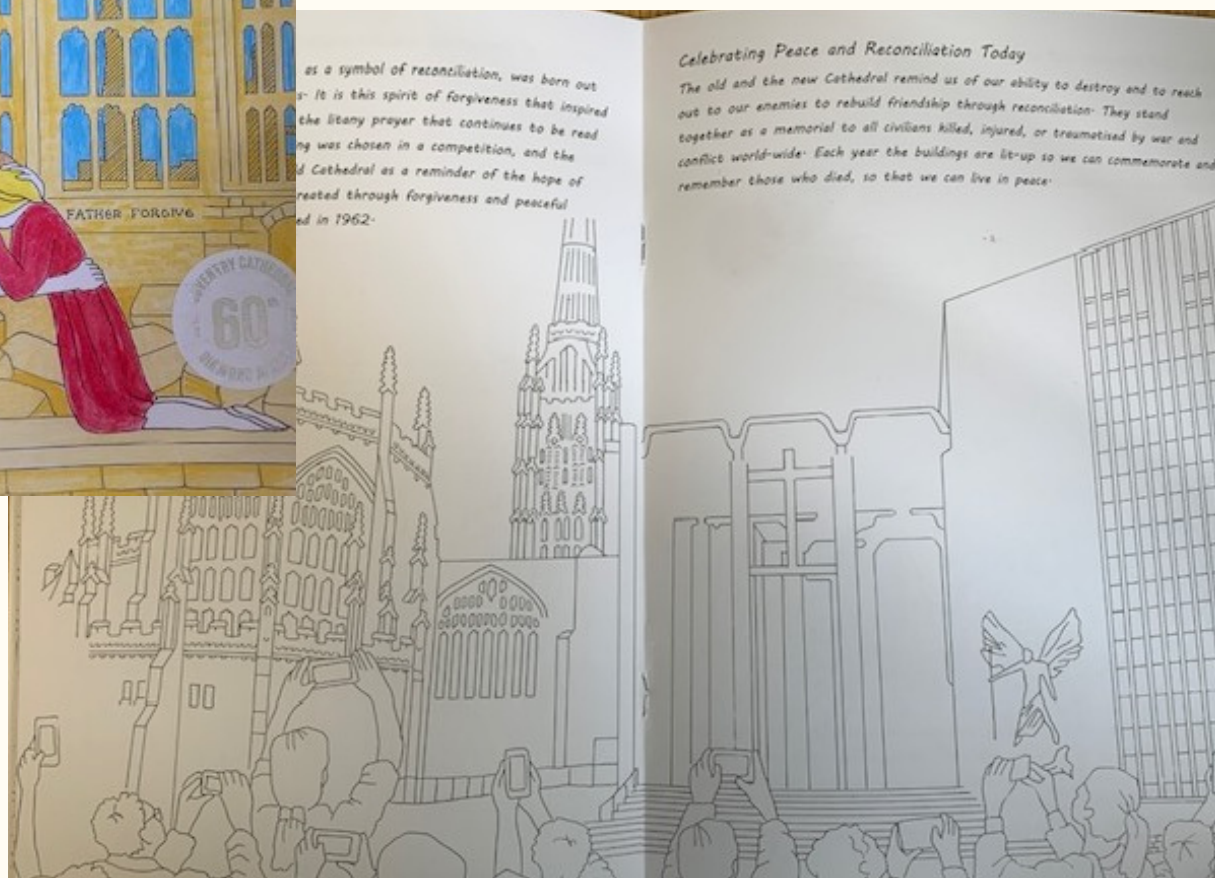 FATHER FORGIVE
COVENTRY CATHEDRAL
60
as a symbol of reconciliation, was born out
s. It is this spirit of forgiveness that inspired
the litany prayer that continues to be read
ng was chosen in a competition, and the
d Cathedral as a reminder of the hope of
reated through forgiveness and peaceful
ed in 1962.
Celebrating Peace and Reconciliation Today
The old and the new Cathedral remind us of our ability to destroy and to reach
out to our enemies to rebuild friendship through reconciliation. They stand
together as a memorial to all civilians killed, injured, or traumatised by war and
conflict world-wide. Each year the buildings are lit-up so we can commemorate and
remember those who died, so that we can live in peace.